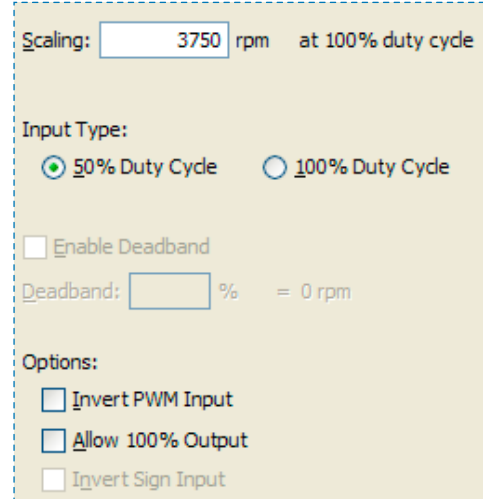 Scaling: 3750 rpm at 100% duty cycle
Input Type:
50% Duty Cycle 100% Duty Cycle
Enable Deadband
Deadband: % = 0 rpm
Options:
Invert PWM Input
Allow 100% Output
Invert Sign Input